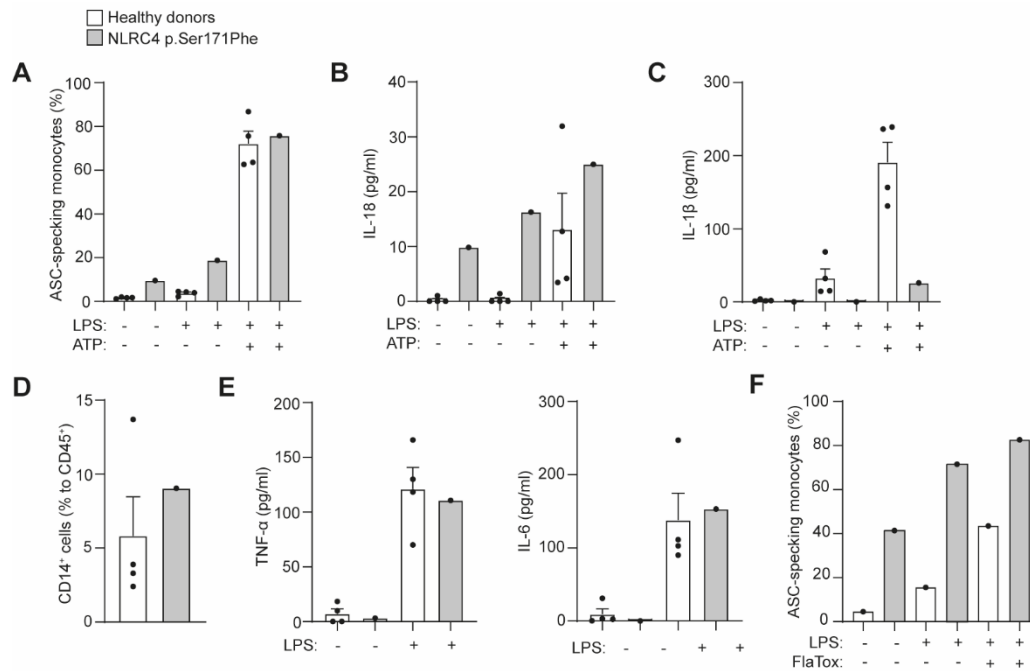 Healthy donors
NLRC4 p.Ser171Phe
A
ASC-specking monocytes (%)
100
80
60
40
20
0
LPS: - - + + + +
ATP: - - - - + +
B
IL-18 (pg/ml)
40
30
20
10
0
LPS: - - + + + +
ATP: - - - - + +
C
IL-1β (pg/ml)
300
200
100
0
LPS: - - + + + +
ATP: - - - - + +
D
CD14+ cells (% to CD45+)
15
10
5
0
E
TNF-α (pg/ml)
200
150
100
50
0
LPS: - - + +
IL-6 (pg/ml)
300
200
100
0
LPS: - - + +
F
ASC-specking monocytes (%)
100
80
60
40
20
0
LPS: - - + + + +
FlaTox: - - - - + +